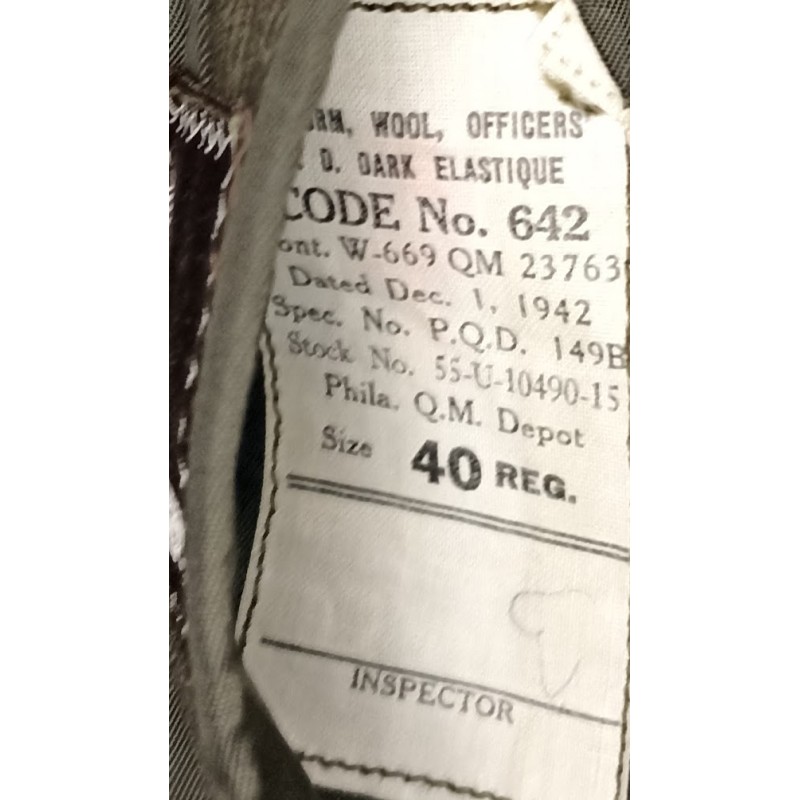 WOOL, OFFICERS'
O. DARK ELASTIQUE
CODE No. 642
ont. W-669 QM 23763
Dated Dec. 1, 1942
Spec. No. P.Q.D. 149B
Stock No. 55-U-10490-15
Phila. Q.M. Depot
Size 40 REG.
INSPECTOR